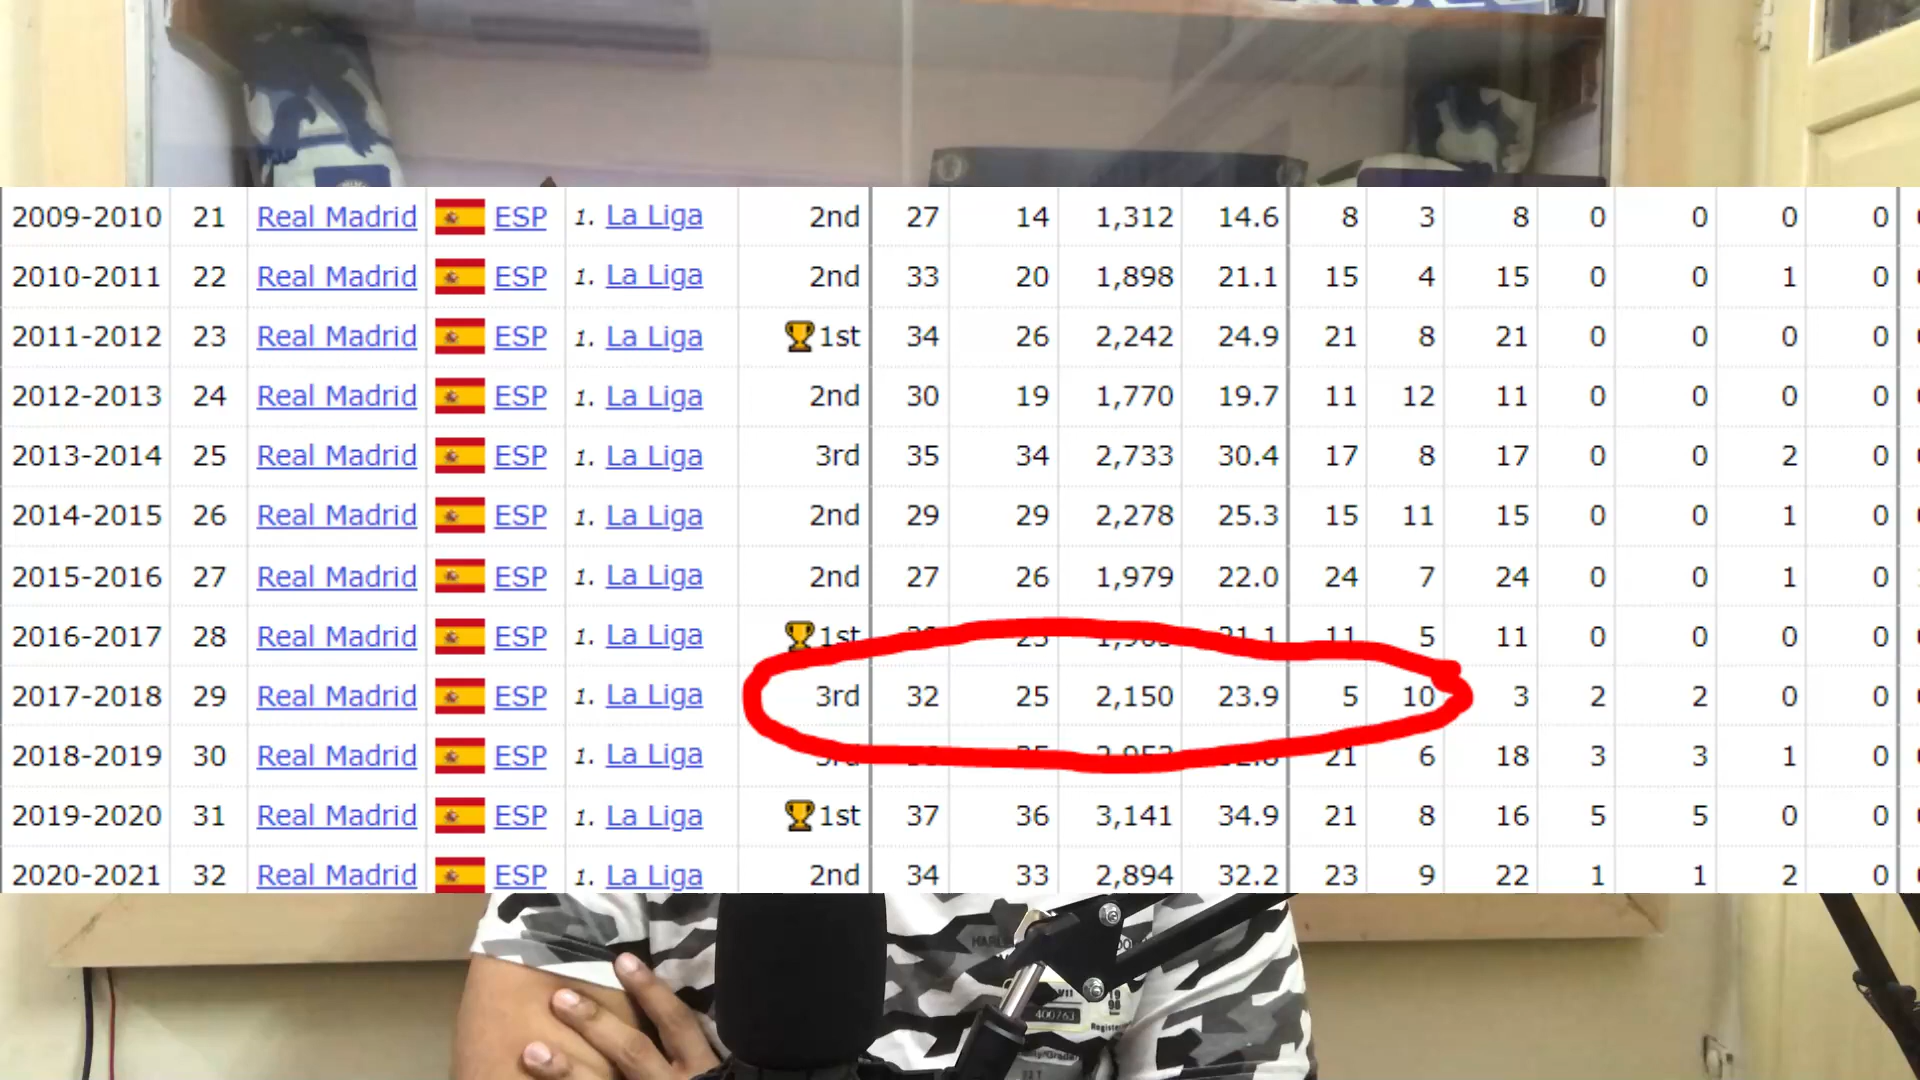 2009-2010 21 Real Madrid ESP 1. La Liga 2nd 27 14 1,312 14.6 8 3 8 0 0 0 0
2010-2011 22 Real Madrid ESP 1. La Liga 2nd 33 20 1,898 21.1 15 4 15 0 0 1 0
2011-2012 23 Real Madrid ESP 1. La Liga 1st 34 26 2,242 24.9 21 8 21 0 0 0 0
2012-2013 24 Real Madrid ESP 1. La Liga 2nd 30 19 1,770 19.7 11 12 11 0 0 0 0
2013-2014 25 Real Madrid ESP 1. La Liga 3rd 35 34 2,733 30.4 17 8 17 0 0 2 0
2014-2015 26 Real Madrid ESP 1. La Liga 2nd 29 29 2,278 25.3 15 11 15 0 0 1 0
2015-2016 27 Real Madrid ESP 1. La Liga 2nd 27 26 1,979 22.0 24 7 24 0 0 1 0
2016-2017 28 Real Madrid ESP 1. La Liga 1st 21.1 11 5 11 0 0 0 0
2017-2018 29 Real Madrid ESP 1. La Liga 3rd 32 25 2,150 23.9 5 10 3 2 2 0 0
2018-2019 30 Real Madrid ESP 1. La Liga 3rd 21 6 18 3 3 1 0
2019-2020 31 Real Madrid ESP 1. La Liga 1st 37 36 3,141 34.9 21 8 16 5 5 0 0
2020-2021 32 Real Madrid ESP 1. La Liga 2nd 34 33 2,894 32.2 23 9 22 1 1 2 0
400763